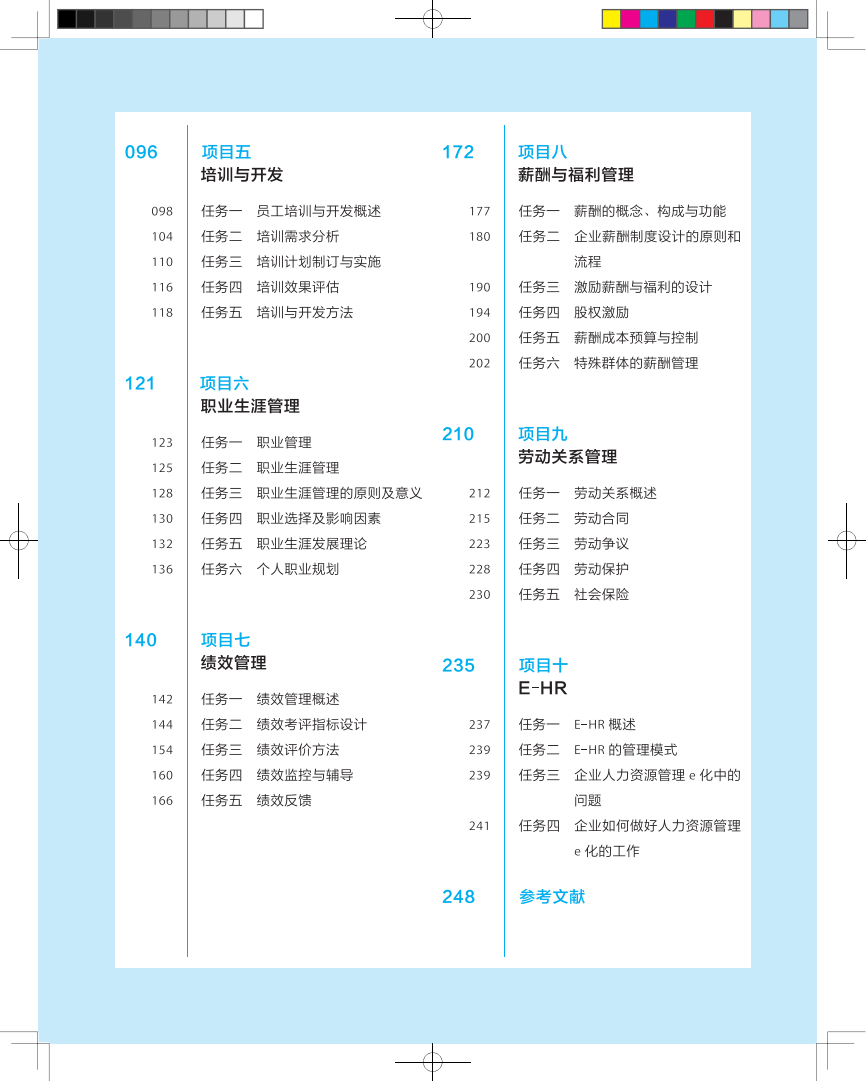 096 项目五
培训与开发
098 任务一 员工培训与开发概述
104 任务二 培训需求分析
110 任务三 培训计划制订与实施
116 任务四 培训效果评估
118 任务五 培训与开发方法
121 项目六
职业生涯管理
123 任务一 职业管理
125 任务二 职业生涯管理
128 任务三 职业生涯管理的原则及意义
130 任务四 职业选择及影响因素
132 任务五 职业生涯发展理论
136 任务六 个人职业规划
140 项目七
绩效管理
142 任务一 绩效管理概述
144 任务二 绩效考评指标设计
154 任务三 绩效评价方法
160 任务四 绩效监控与辅导
166 任务五 绩效反馈
172 项目八
薪酬与福利管理
177 任务一 薪酬的概念、构成与功能
180 任务二 企业薪酬制度设计的原则和
流程
190 任务三 激励薪酬与福利的设计
194 任务四 股权激励
200 任务五 薪酬成本预算与控制
202 任务六 特殊群体的薪酬管理
210 项目九
劳动关系管理
212 任务一 劳动关系概述
215 任务二 劳动合同
223 任务三 劳动争议
228 任务四 劳动保护
230 任务五 社会保险
235 项目十
E-HR
237 任务一 E-HR 概述
239 任务二 E-HR 的管理模式
239 任务三 企业人力资源管理 e 化中的
问题
241 任务四 企业如何做好人力资源管理
e 化的工作
248 参考文献